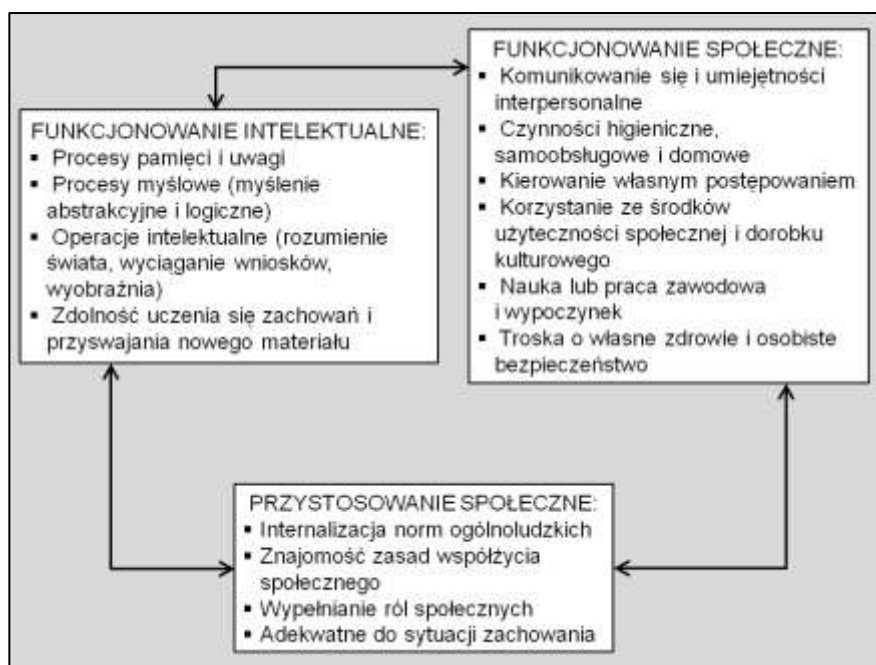 FUNKCJONOWANIE INTELEKTUALNE:
▪ Procesy pamięci i uwagi
▪ Procesy myślowe (myślenie
abstrakcyjne i logiczne)
▪ Operacje intelektualne (rozumienie
świata, wyciąganie wniosków,
wyobraźnia)
▪ Zdolność uczenia się zachowań i
przyswajania nowego materiału
FUNKCJONOWANIE SPOŁECZNE:
▪ Komunikowanie się i umiejętności
interpersonalne
▪ Czynności higieniczne,
samoobsługowe i domowe
▪ Kierowanie własnym postępowaniem
▪ Korzystanie ze środków
użyteczności społecznej i dorobku
kulturowego
▪ Nauka lub praca zawodowa
i wypoczynek
▪ Troska o własne zdrowie i osobiste
bezpieczeństwo
PRZYSTOSOWANIE SPOŁECZNE:
▪ Internalizacja norm ogólnoludzkich
▪ Znajomość zasad współżycia
społecznego
▪ Wypełnianie ról społecznych
▪ Adekwatne do sytuacji zachowania